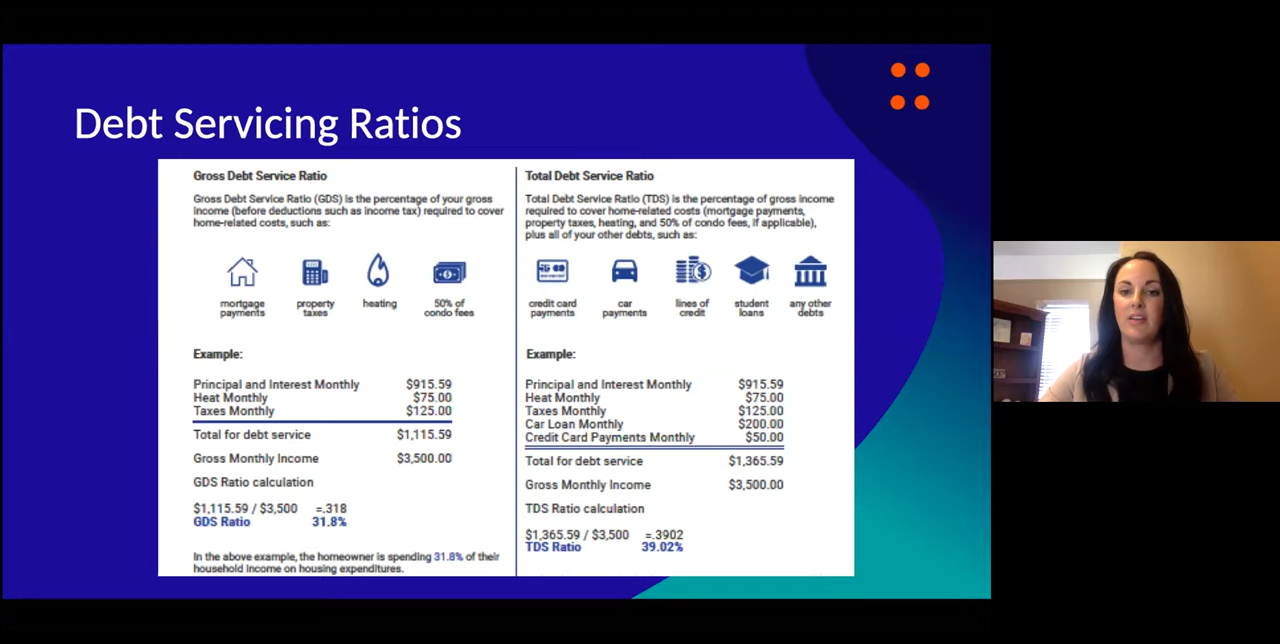 Debt Servicing Ratios
Gross Debt Service Ratio
Gross Debt Service Ratio (GDS) is the percentage of your gross
income (before deductions such as income tax) required to cover
home-related costs, such as:
mortgage
payments
property
taxes
heating
50% of
condo fees
Example:
Principal and Interest Monthly $915.59
Heat Monthly $75.00
Taxes Monthly $125.00
Total for debt service $1,115.59
Gross Monthly Income $3,500.00
GDS Ratio calculation
$1,115.59 / $3,500 =.318
GDS Ratio 31.8%
In the above example, the homeowner is spending 31.8% of their
household income on housing expenditures.
Total Debt Service Ratio
Total Debt Service Ratio (TDS) is the percentage of gross income
required to cover home-related costs (mortgage payments,
property taxes, heating, and 50% of condo fees, if applicable),
plus all of your other debts, such as:
credit card
payments
car
payments
lines of
credit
student
loans
any other
debts
Example:
Principal and Interest Monthly $915.59
Heat Monthly $75.00
Taxes Monthly $125.00
Car Loan Monthly $200.00
Credit Card Payments Monthly $50.00
Total for debt service $1,365.59
Gross Monthly Income $3,500.00
TDS Ratio calculation
$1,365.59 / $3,500 =.3902
TDS Ratio 39.02%